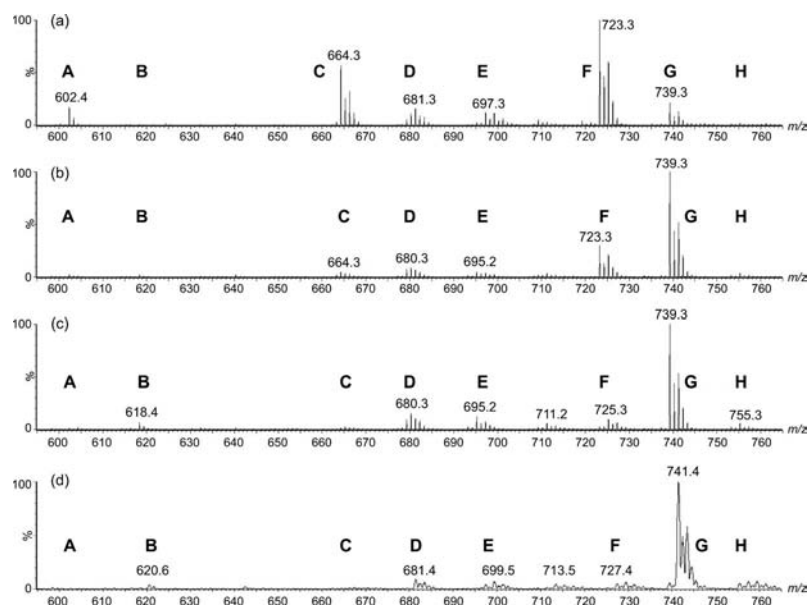 100 (a) 723.3
664.3
A B C D E F G H
%
602.4 681.3 697.3 739.3
0
600 610 620 630 640 650 660 670 680 690 700 710 720 730 740 750 760 m/z
100 (b) 739.3
A B C D E F G H
%
723.3
664.3 680.3 695.2
0
600 610 620 630 640 650 660 670 680 690 700 710 720 730 740 750 760 m/z
100 (c) 739.3
A B C D E F G H
%
618.4 680.3 695.2 711.2 725.3 755.3
0
600 610 620 630 640 650 660 670 680 690 700 710 720 730 740 750 760 m/z
100 (d) 741.4
%
A B C D E F G H
620.6 681.4 699.5 713.5 727.4
0
600 610 620 630 640 650 660 670 680 690 700 710 720 730 740 750 760 m/z